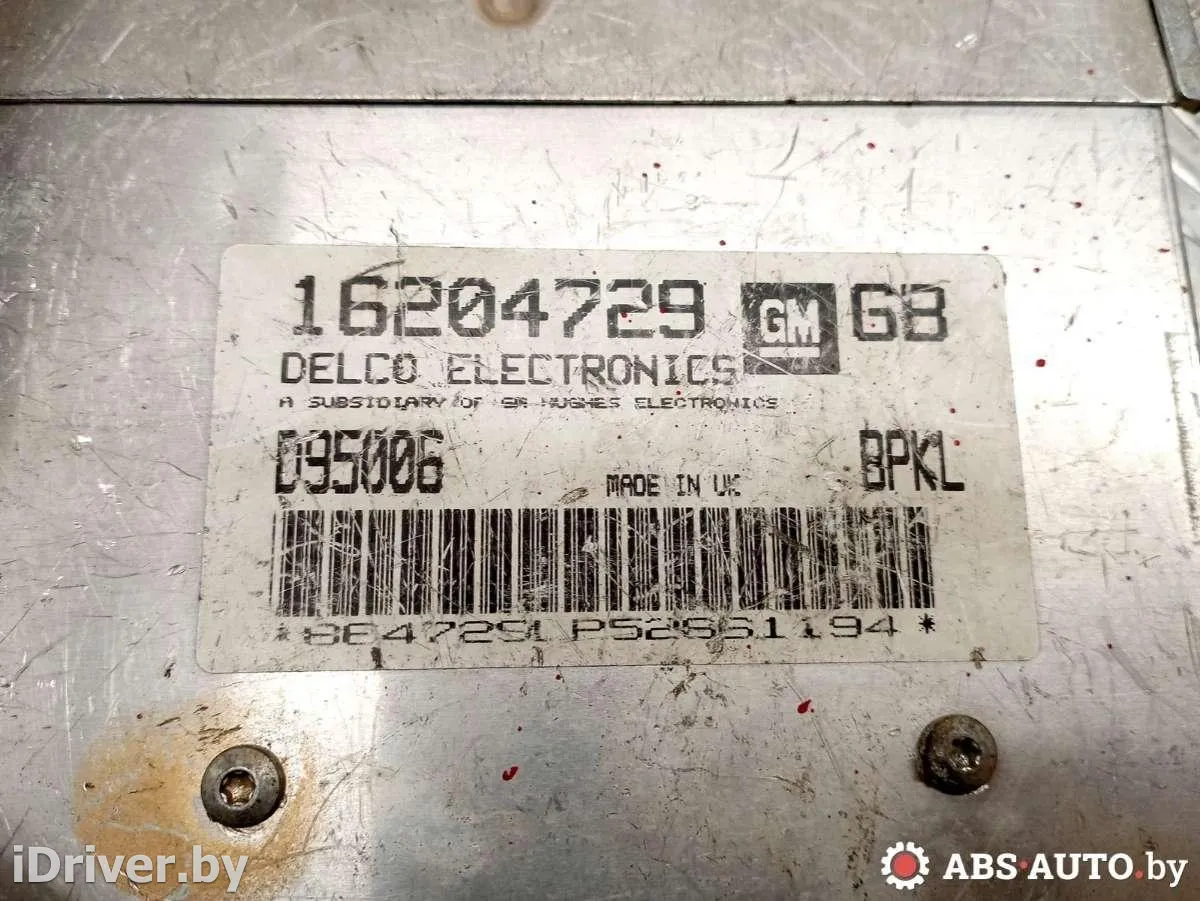 16204729 GM GB
DELCO ELECTRONICS
A SUBSIDIARY OF GM HUGHES ELECTRONICS
D95006 MADE IN UK BPKL
iDriver.by
ABS-AUTO.by